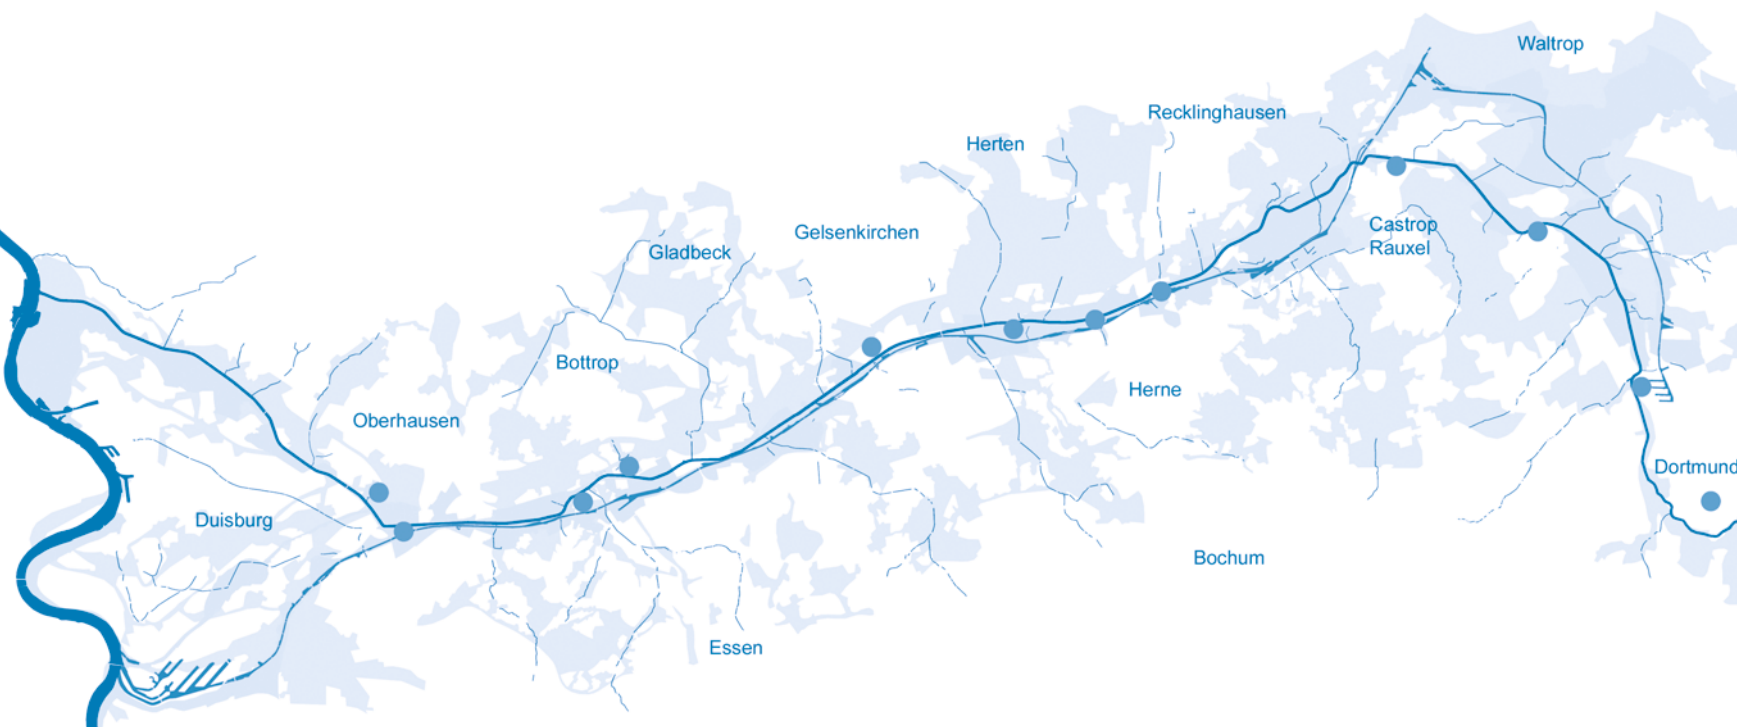 Waltrop
Recklinghausen
Herten
Castrop
Rauxel
Gelsenkirchen
Gladbeck
Bottrop
Herne
Oberhausen
Dortmund
Duisburg
Bochum
Essen